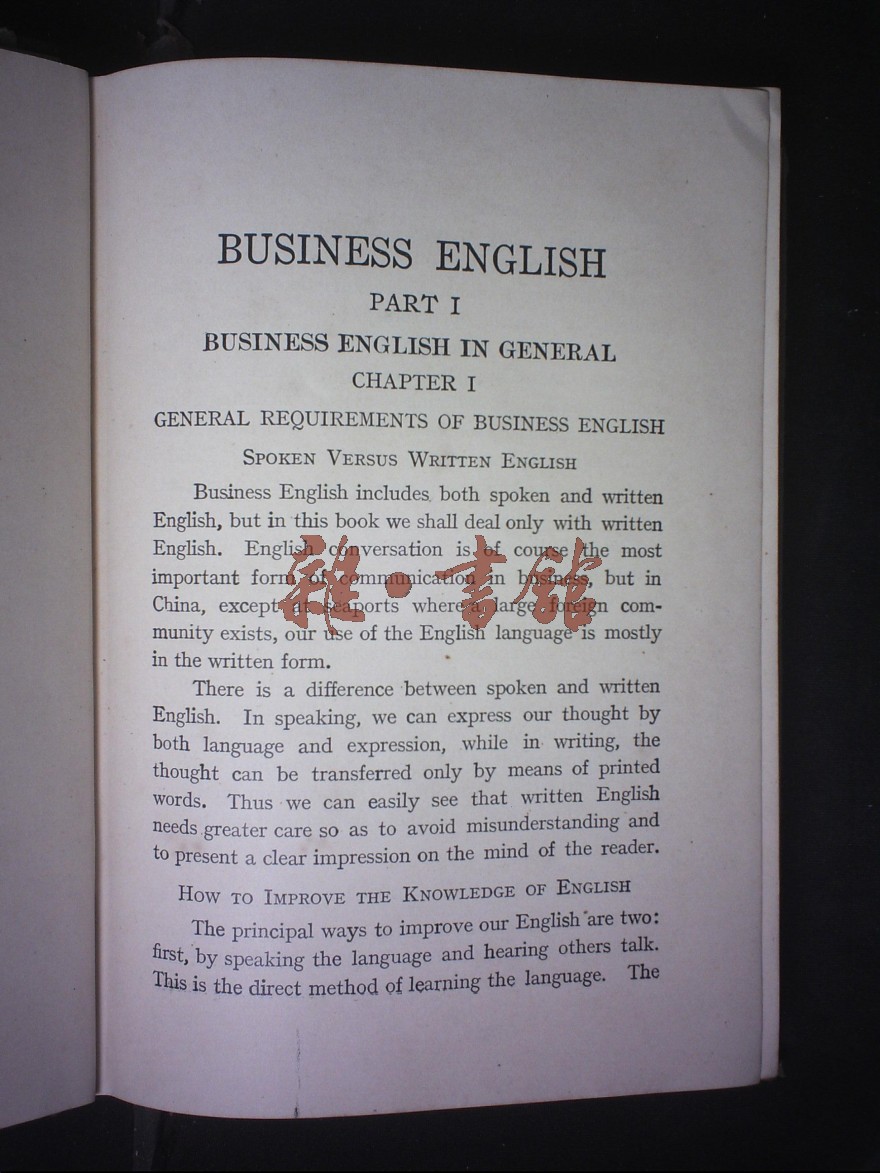 BUSINESS ENGLISH
PART I
BUSINESS ENGLISH IN GENERAL
CHAPTER I
GENERAL REQUIREMENTS OF BUSINESS ENGLISH
SPOKEN VERSUS WRITTEN ENGLISH
Business English includes both spoken and written
English, but in this book we shall deal only with written
English. English conversation is of course the most
important form of communication in business, but in
China, except at seaports where a large foreign com-
munity exists, our use of the English language is mostly
in the written form.
There is a difference between spoken and written
English. In speaking, we can express our thought by
both language and expression, while in writing, the
thought can be transferred only by means of printed
words. Thus we can easily see that written English
needs greater care so as to avoid misunderstanding and
to present a clear impression on the mind of the reader.
HOW TO IMPROVE THE KNOWLEDGE OF ENGLISH
The principal ways to improve our English are two:
first, by speaking the language and hearing others talk.
This is the direct method of learning the language. The
雜·書館